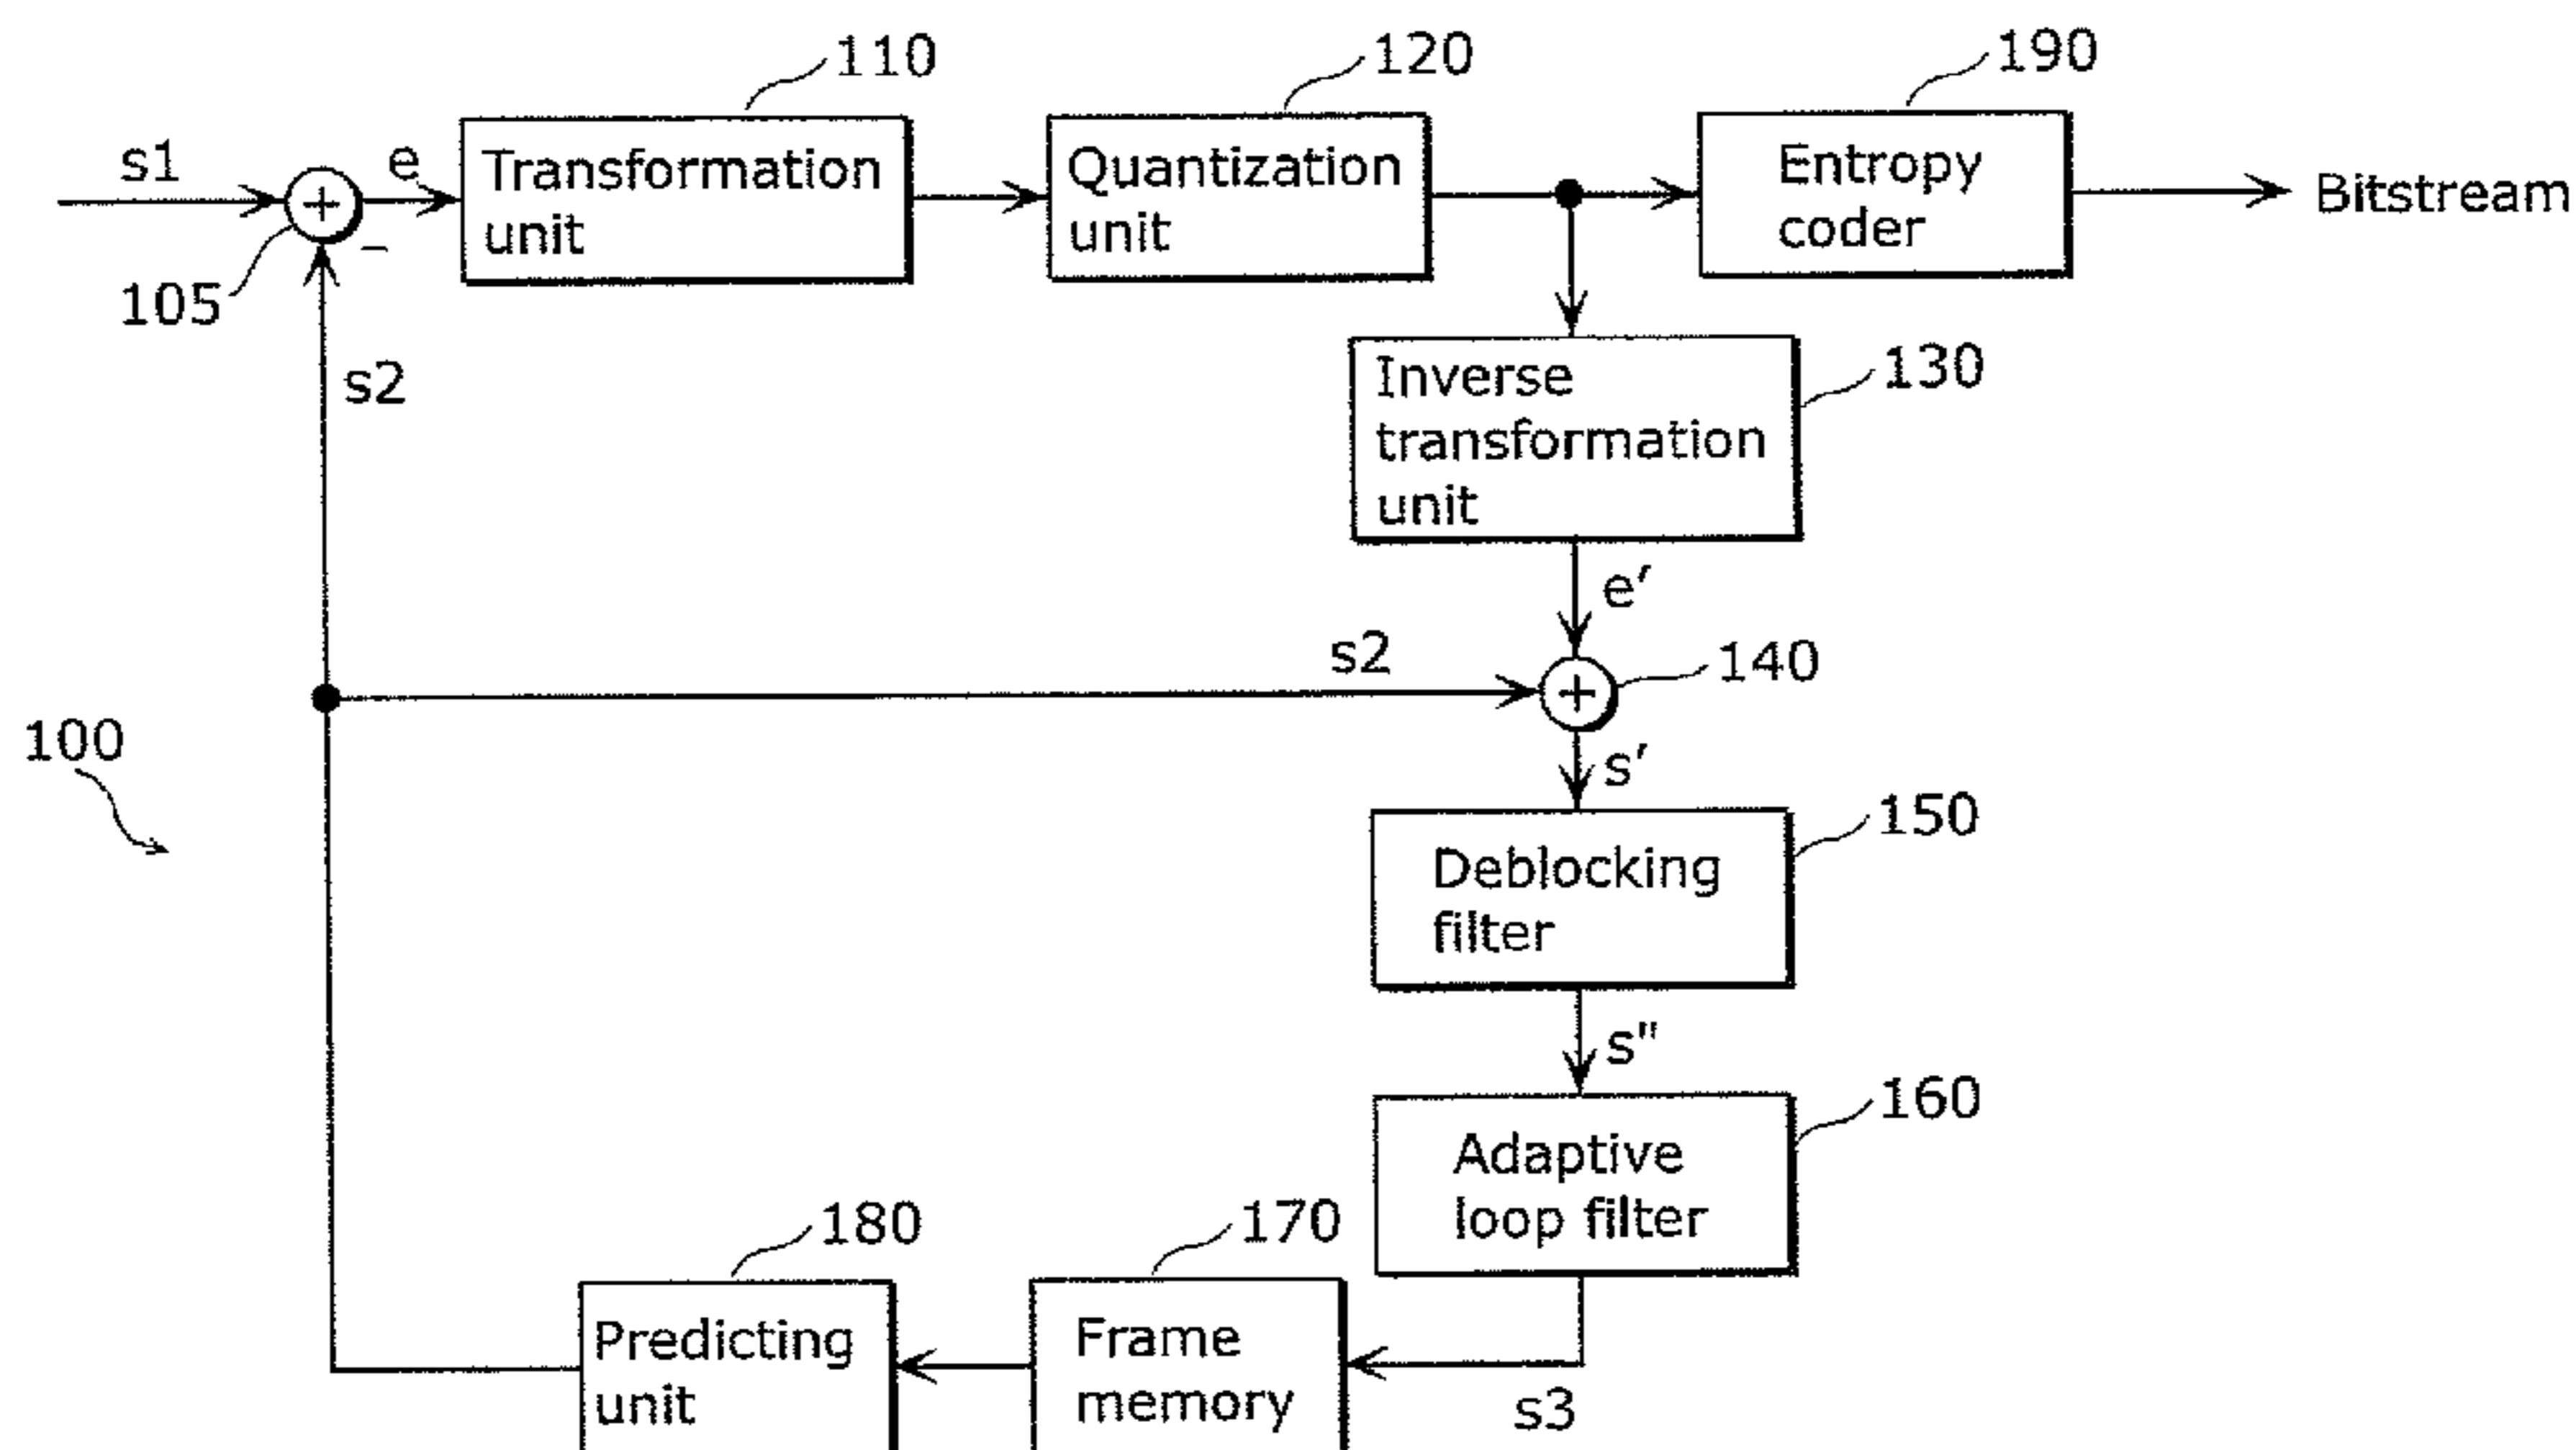 110
120
190
s1
e
Transformation
unit
Quantization
unit
Entropy
coder
Bitstream
+
–
105
s2
Inverse
transformation
unit
130
e′
s2
+
140
100
s′
Deblocking
filter
150
s"
Adaptive
loop filter
160
180
170
Predicting
unit
Frame
memory
s3